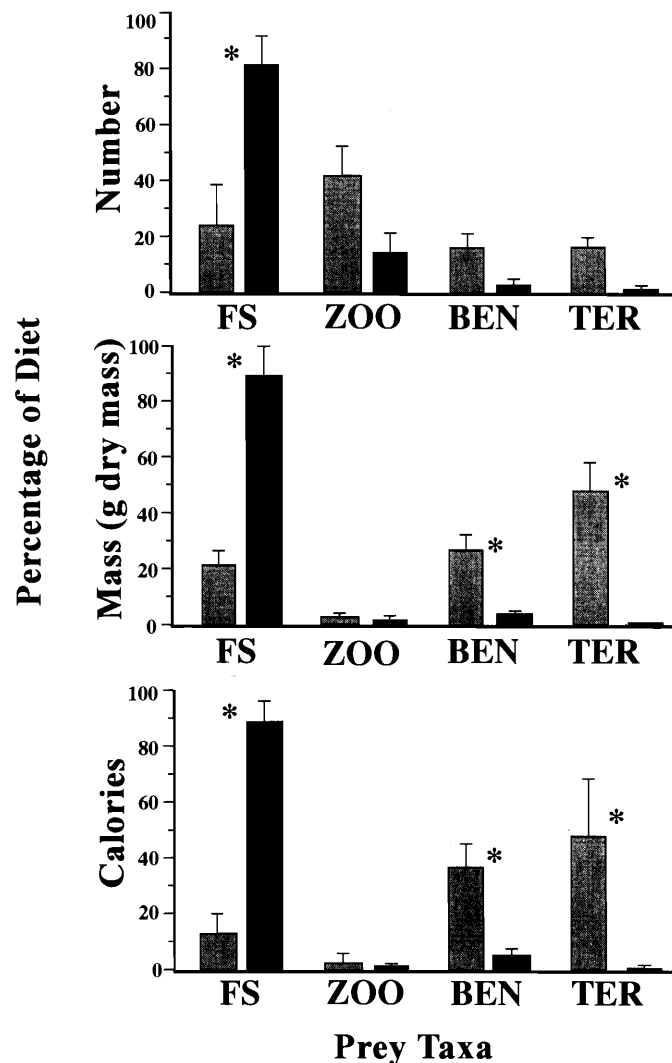 Percentage of Diet
Number
100
80
60
40
20
0
*
FS ZOO BEN TER
Mass (g dry mass)
100
80
60
40
20
0
* * *
FS ZOO BEN TER
Calories
100
80
60
40
20
0
* * *
FS ZOO BEN TER
Prey Taxa